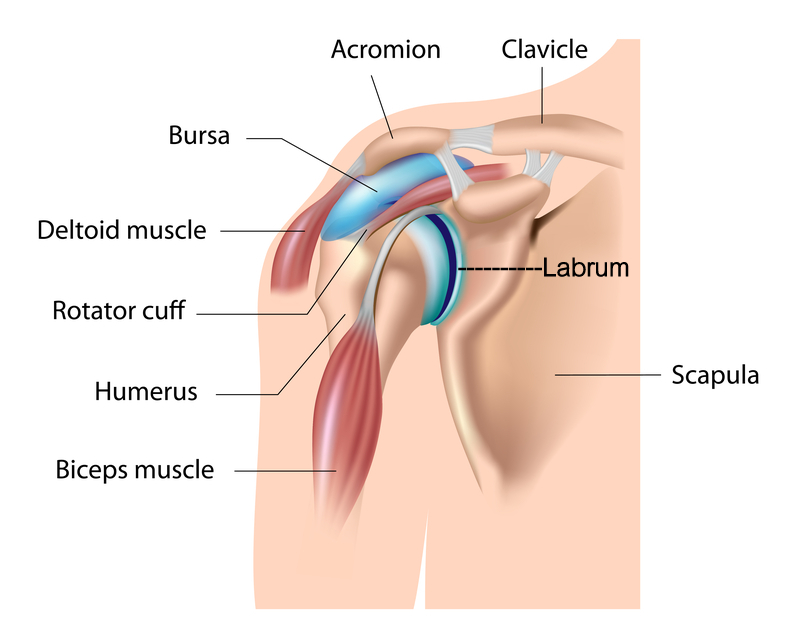 Acromion
Clavicle
Bursa
Deltoid muscle
Labrum
Rotator cuff
Scapula
Humerus
Biceps muscle